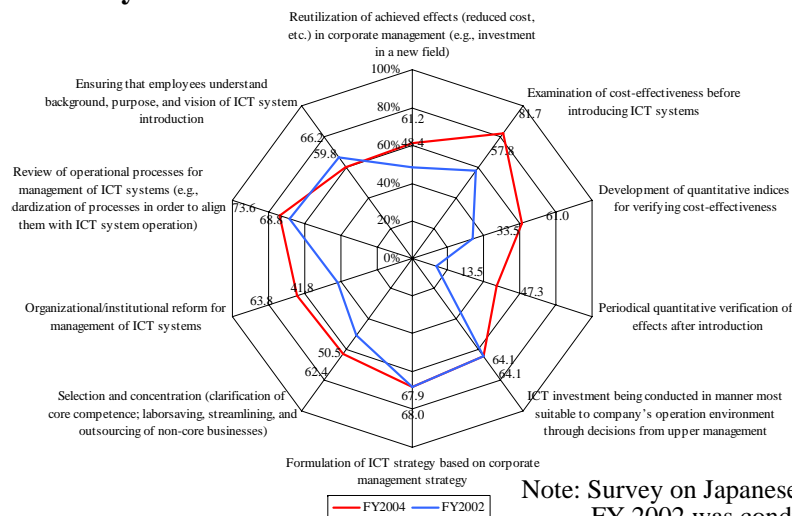 Reutilization of achieved effects (reduced cost,
etc.) in corporate management (e.g., investment
in a new field)
100%
80%
60%
40%
20%
0%
61.2
48.4
Examination of cost-effectiveness before
introducing ICT systems
81.7
57.8
Development of quantitative indices
for verifying cost-effectiveness
61.0
33.5
Periodical quantitative verification of
effects after introduction
47.3
13.5
ICT investment being conducted in manner most
suitable to company's operation environment
through decisions from upper management
64.1
64.1
Formulation of ICT strategy based on corporate
management strategy
67.9
68.0
Selection and concentration (clarification of
core competence; laborsaving, streamlining, and
outsourcing of non-core businesses)
50.5
62.4
Organizational/institutional reform for
management of ICT systems
63.8
41.8
Review of operational processes for
management of ICT systems (e.g.,
dardization of processes in order to align
them with ICT system operation)
73.6
68.8
Ensuring that employees understand
background, purpose, and vision of ICT system
introduction
66.2
59.8
FY2004
FY2002
Note: Survey on Japanese
FY 2002 was cond